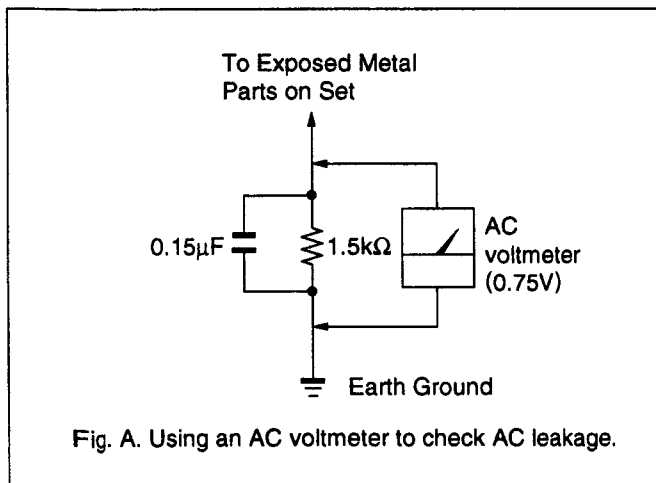 To Exposed Metal
Parts on Set
0.15µF
1.5kΩ
AC
voltmeter
(0.75V)
Earth Ground
Fig. A. Using an AC voltmeter to check AC leakage.